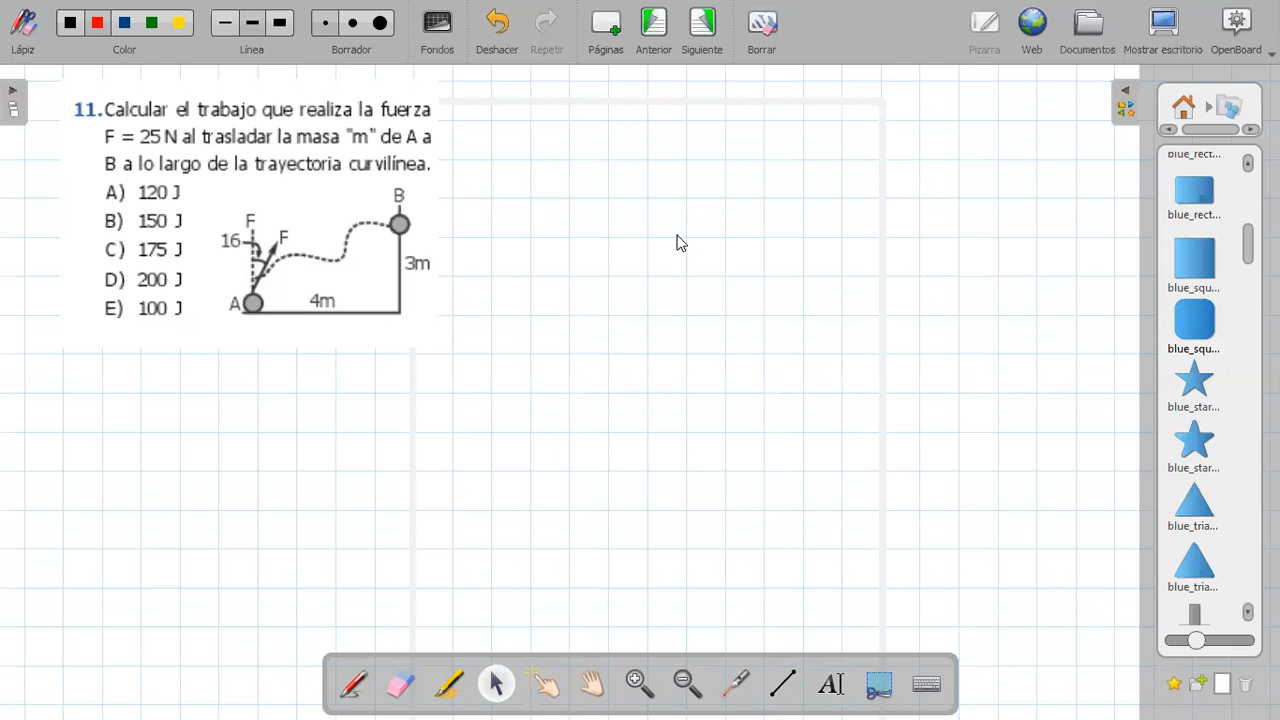 Lápiz
Color
Línea
Borrador
Fondos
Deshacer
Repetir
Páginas
Anterior
Siguiente
Borrar
Pizarra
Web
Documentos
Mostrar escritorio
OpenBoard
11. Calcular el trabajo que realiza la fuerza
F = 25 N al trasladar la masa "m" de A a
B a lo largo de la trayectoria curvilínea.
A) 120 J
B) 150 J
C) 175 J
D) 200 J
E) 100 J
B
F
16
F
3m
A
4m
blue_rect...
blue_rect...
blue_squ...
blue_squ...
blue_star...
blue_star...
blue_tria...
blue_tria...
AI